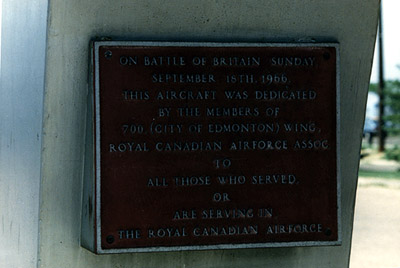 ON BATTLE OF BRITAIN SUNDAY
SEPTEMBER 18TH, 1966,
THIS AIRCRAFT WAS DEDICATED
BY THE MEMBERS OF
700, (CITY OF EDMONTON) WING,
ROYAL CANADIAN AIRFORCE ASSOC
TO
ALL THOSE WHO SERVED,
OR
ARE SERVING IN,
THE ROYAL CANADIAN AIRFORCE